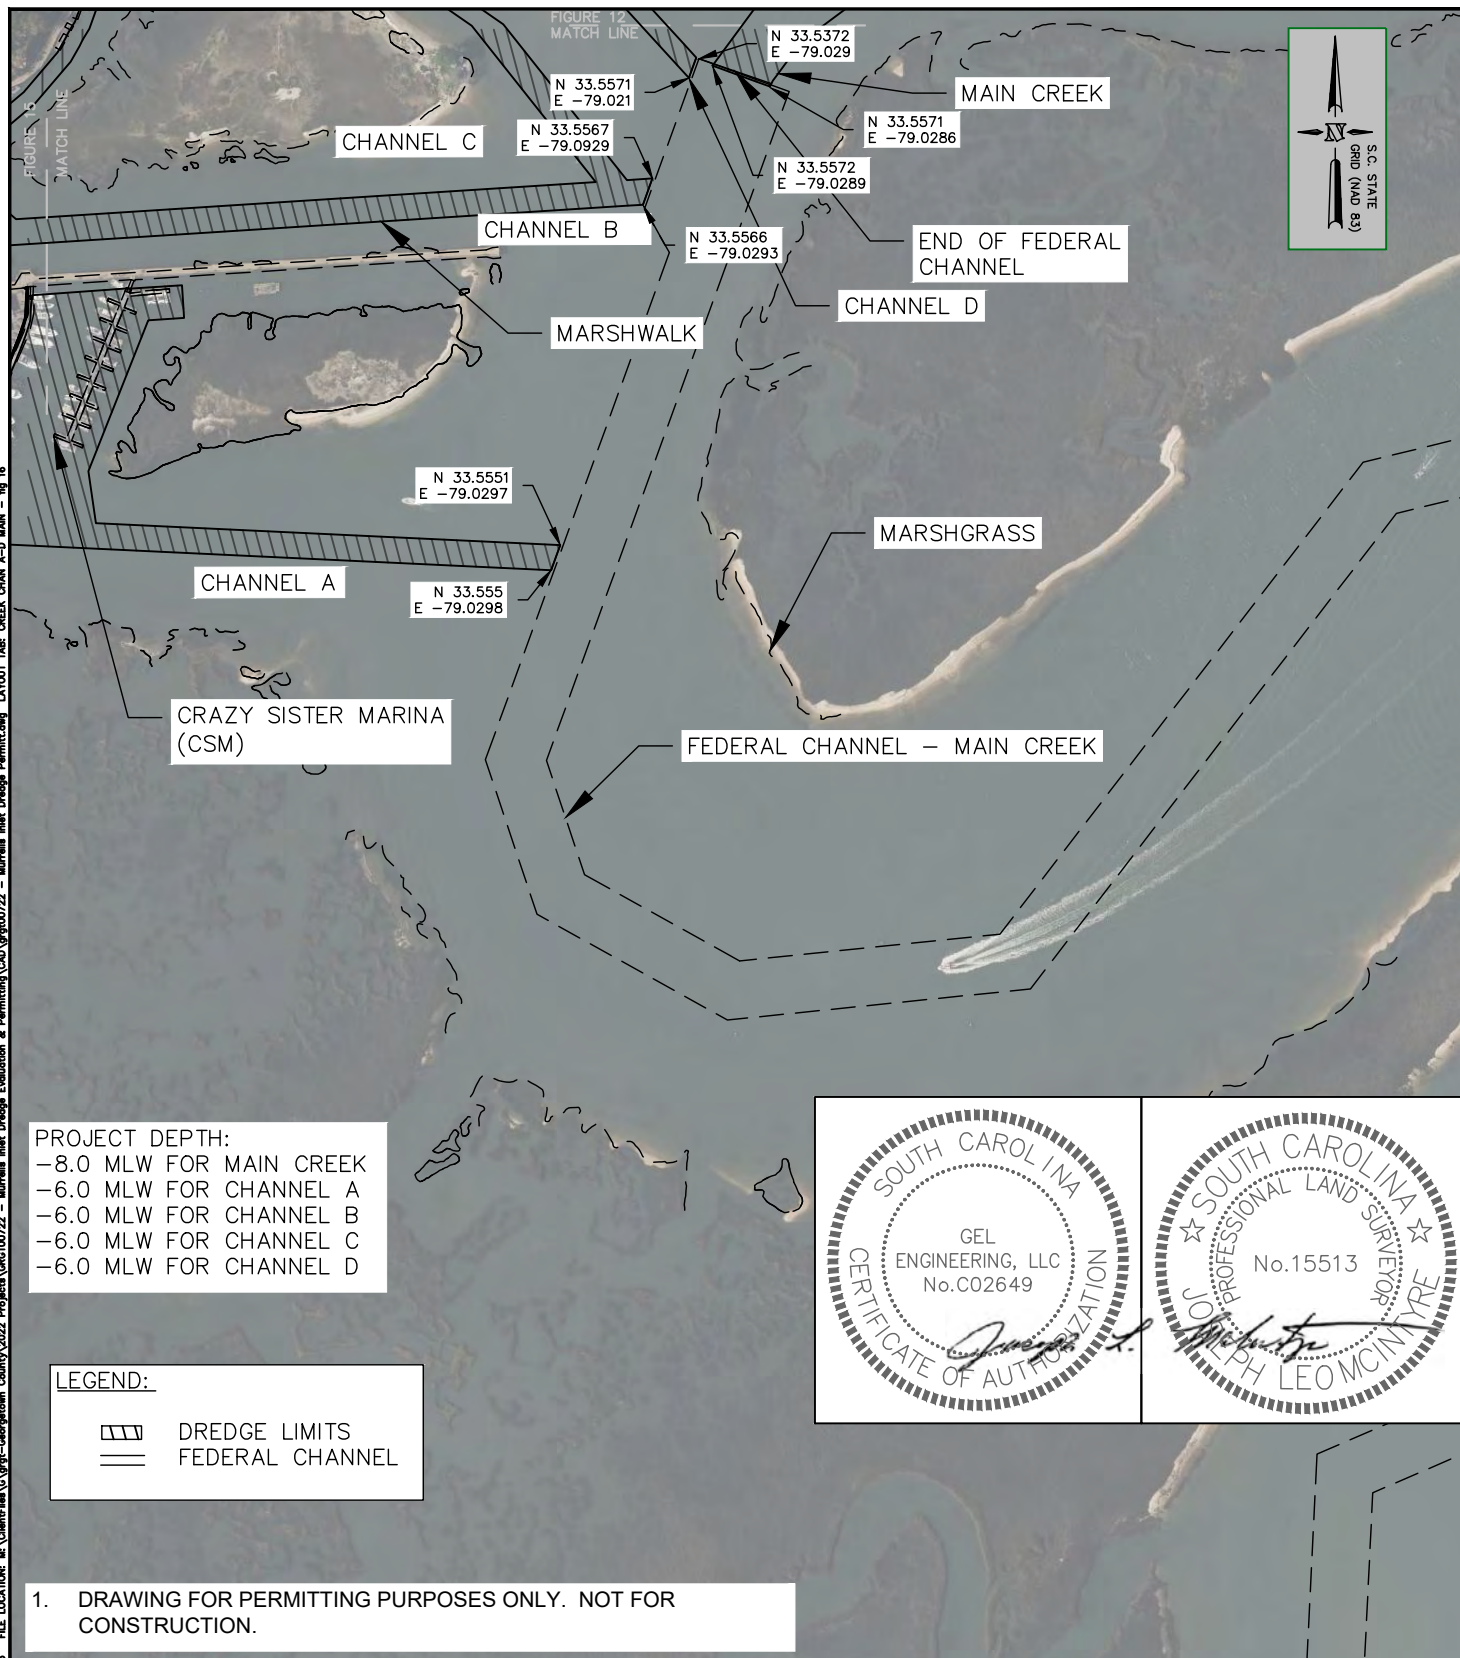 FIGURE 12
MATCH LINE
N 33.5372
E -79.029
N 33.5571
E -79.021
MAIN CREEK
N 33.5571
E -79.0286
N 33.5567
E -79.0929
CHANNEL C
N 33.5572
E -79.0289
FIGURE 15
MATCH LINE
S.C. STATE
GRID (NAD 83)
N
CHANNEL B
N 33.5566
E -79.0293
END OF FEDERAL
CHANNEL
CHANNEL D
MARSHWALK
N 33.5551
E -79.0297
MARSHGRASS
CHANNEL A
N 33.555
E -79.0298
CRAZY SISTER MARINA
(CSM)
FEDERAL CHANNEL - MAIN CREEK
PROJECT DEPTH:
-8.0 MLW FOR MAIN CREEK
-6.0 MLW FOR CHANNEL A
-6.0 MLW FOR CHANNEL B
-6.0 MLW FOR CHANNEL C
-6.0 MLW FOR CHANNEL D
SOUTH CAROLINA
GEL
ENGINEERING, LLC
No.C02649
CERTIFICATE OF AUTHORIZATION
SOUTH CAROLINA
PROFESSIONAL LAND SURVEYOR
No.15513
JOSEPH LEO MCINTYRE
LEGEND:
DREDGE LIMITS
FEDERAL CHANNEL
1. DRAWING FOR PERMITTING PURPOSES ONLY. NOT FOR
CONSTRUCTION.